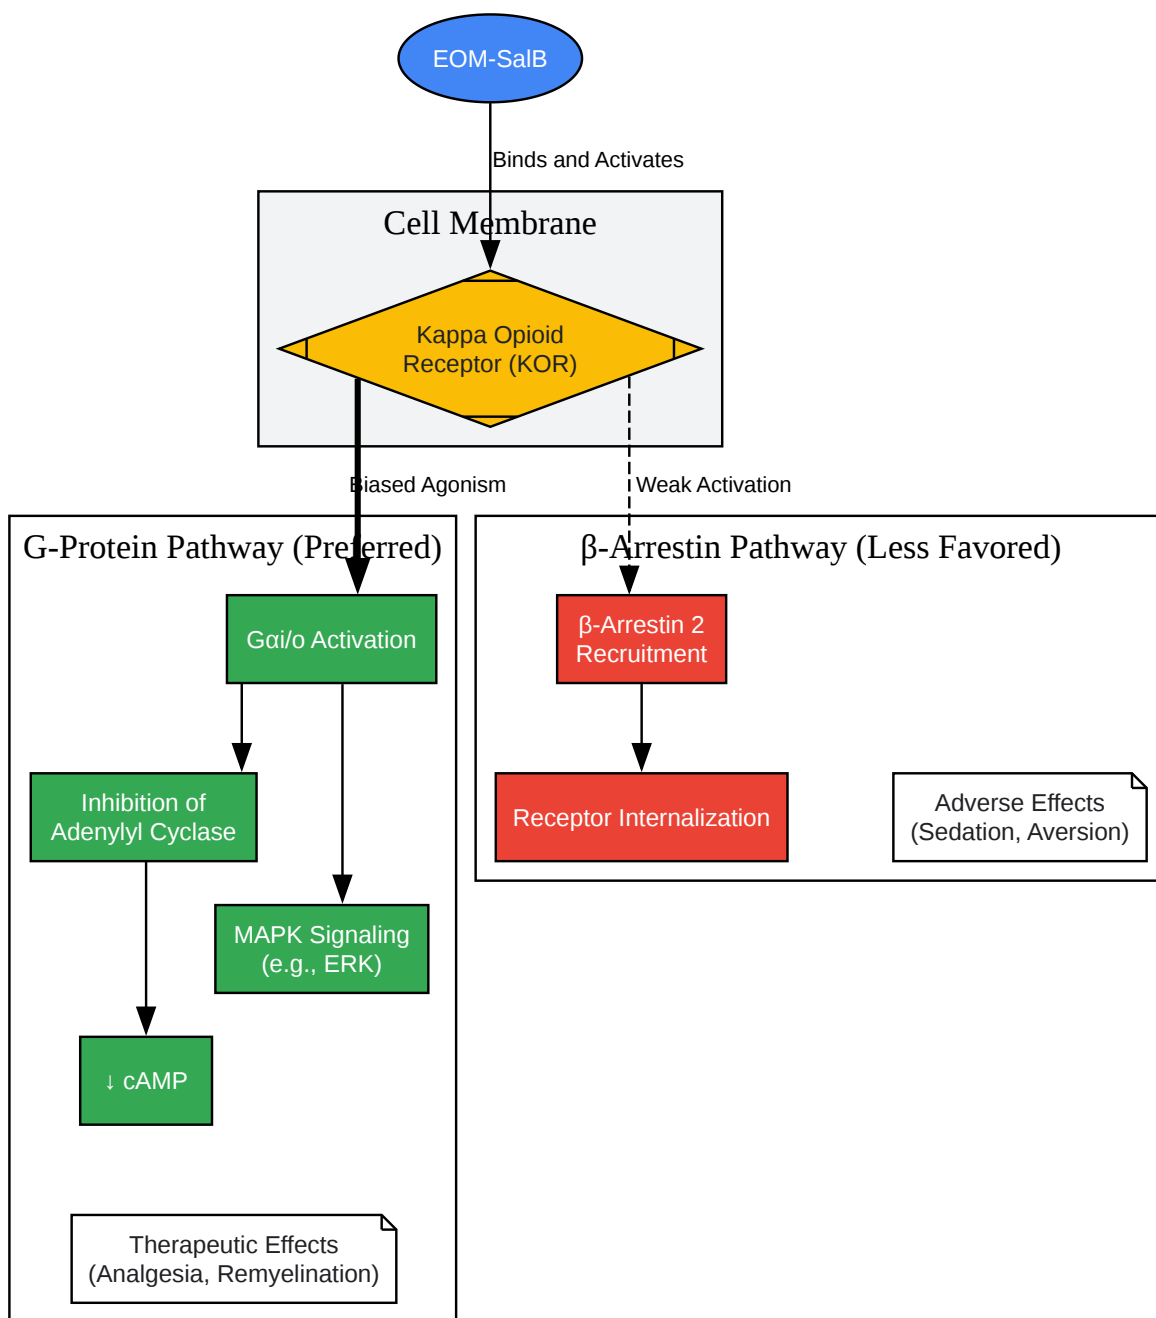 EOM-SalB
Binds and Activates
Cell Membrane
Kappa Opioid
Receptor (KOR)
Biased Agonism
Weak Activation
G-Protein Pathway (Preferred)
β-Arrestin Pathway (Less Favored)
Gαi/o Activation
β-Arrestin 2
Recruitment
Inhibition of
Adenylyl Cyclase
Receptor Internalization
Adverse Effects
(Sedation, Aversion)
MAPK Signaling
(e.g., ERK)
↓ cAMP
Therapeutic Effects
(Analgesia, Remyelination)